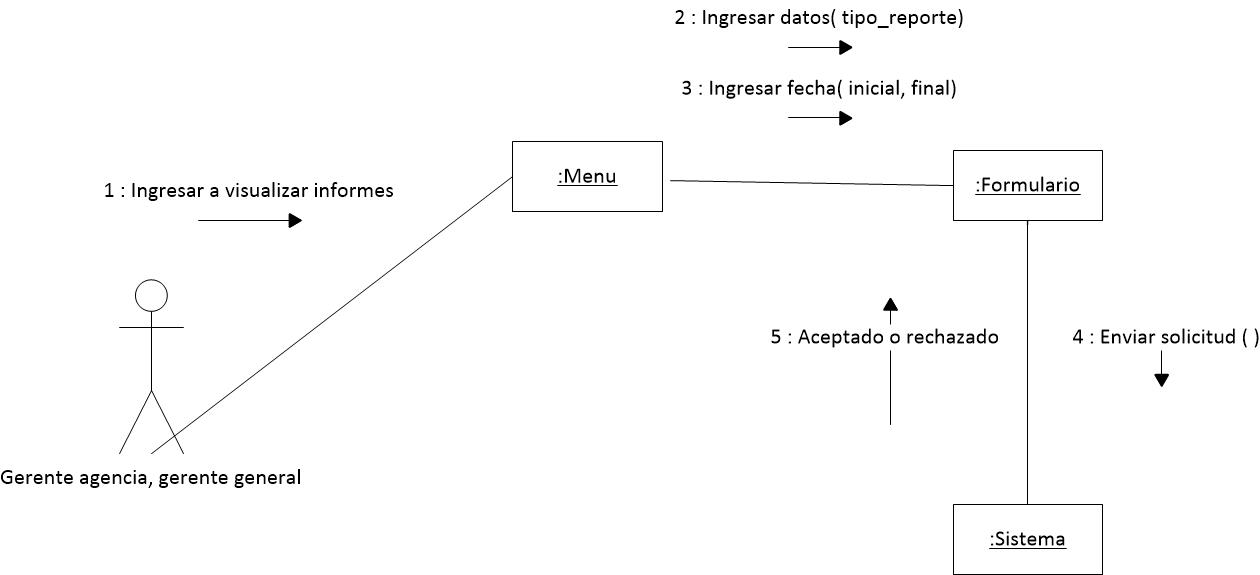 2 : Ingresar datos( tipo_reporte)
3 : Ingresar fecha( inicial, final)
:Menu
:Formulario
1 : Ingresar a visualizar informes
5 : Aceptado o rechazado
4 : Enviar solicitud ( )
Gerente agencia, gerente general
:Sistema